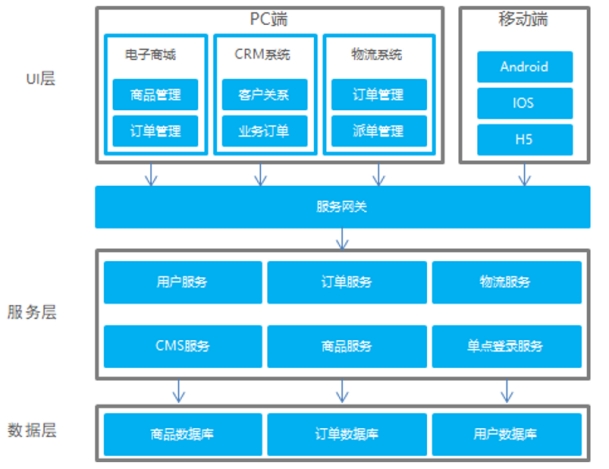 PC端
移动端
UI层
电子商城
CRM系统
物流系统
商品管理
客户关系
订单管理
订单管理
业务订单
派单管理
Android
IOS
H5
服务网关
服务层
用户服务
订单服务
物流服务
CMS服务
商品服务
单点登录服务
数据层
商品数据库
订单数据库
用户数据库